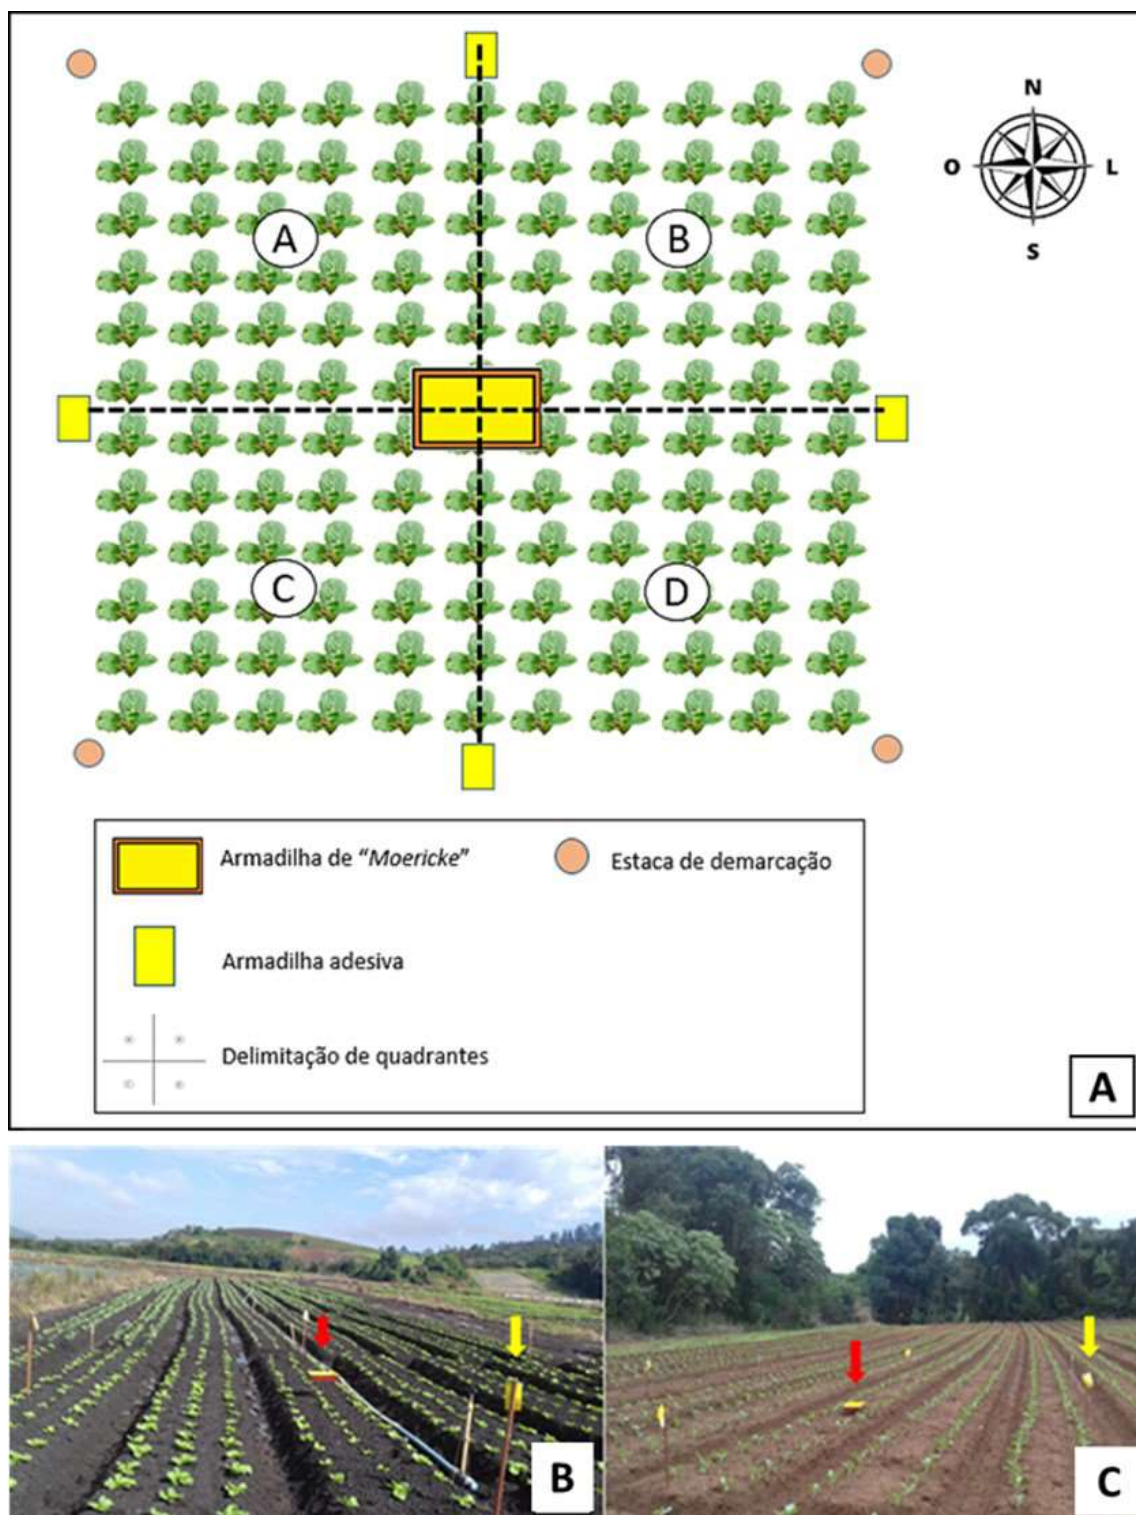 N
O
L
S
A
B
C
D
Armadilha de “Moericke”
Estaca de demarcação
Armadilha adesiva
Delimitação de quadrantes
A
B
C